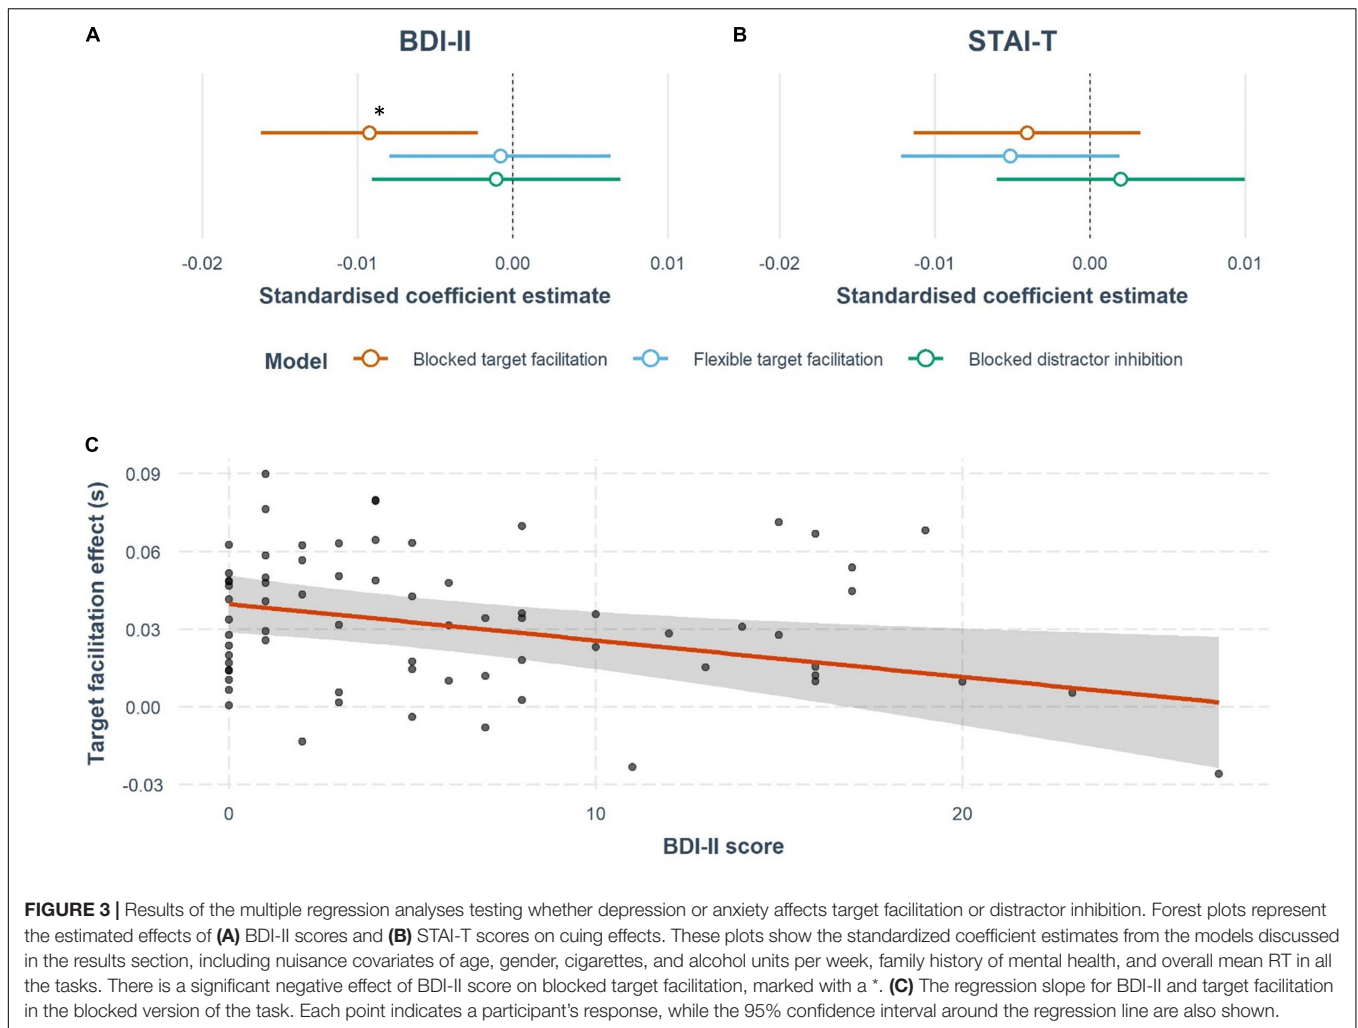 A
BDI-II
B
STAI-T
*
-0.02 -0.01 0.00 0.01
-0.02 -0.01 0.00 0.01
Standardised coefficient estimate
Standardised coefficient estimate
Model Blocked target facilitation Flexible target facilitation Blocked distractor inhibition
C
Target facilitation effect (s)
0.09
0.06
0.03
0.00
-0.03
0 10 20
BDI-II score
FIGURE 3 | Results of the multiple regression analyses testing whether depression or anxiety affects target facilitation or distractor inhibition. Forest plots represent
the estimated effects of (A) BDI-II scores and (B) STAI-T scores on cuing effects. These plots show the standardized coefficient estimates from the models discussed
in the results section, including nuisance covariates of age, gender, cigarettes, and alcohol units per week, family history of mental health, and overall mean RT in all
the tasks. There is a significant negative effect of BDI-II score on blocked target facilitation, marked with a *. (C) The regression slope for BDI-II and target facilitation
in the blocked version of the task. Each point indicates a participant's response, while the 95% confidence interval around the regression line are also shown.